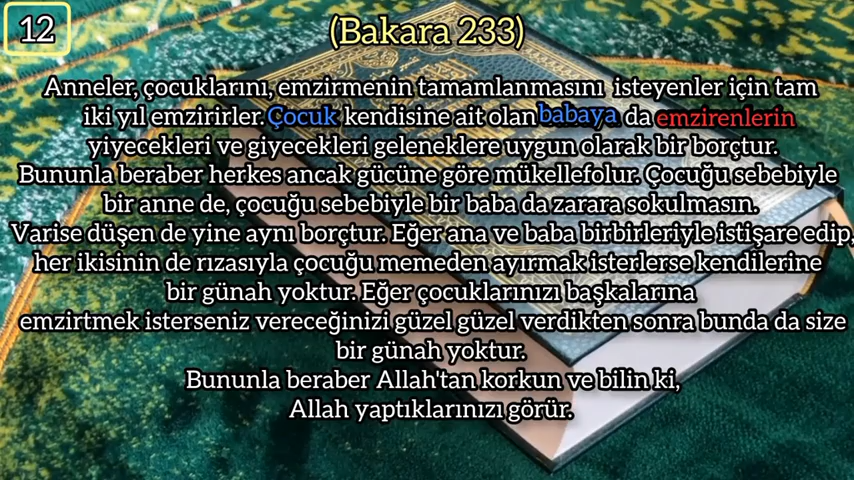 12
(Bakara 233)
Anneler, çocuklarını, emzirmenin tamamlanmasını isteyenler için tam
iki yıl emzirirler. Çocuk kendisine ait olan babaya da emzirenlerin
yiyecekleri ve giyecekleri geleneklere uygun olarak bir borçtur.
Bununla beraber herkes ancak gücüne göre mükellefolur. Çocuğu sebebiyle
bir anne de, çocuğu sebebiyle bir baba da zarara sokulmasın.
Varise düşen de yine aynı borçtur. Eğer ana ve baba birbirleriyle istişare edip,
her ikisinin de rızasıyla çocuğu memeden ayırmak isterlerse kendilerine
bir günah yoktur. Eğer çocuklarınızı başkalarına
emzirtmek isterseniz vereceğinizi güzel güzel verdikten sonra bunda da size
bir günah yoktur.
Bununla beraber Allah'tan korkun ve bilin ki,
Allah yaptıklarınızı görür.